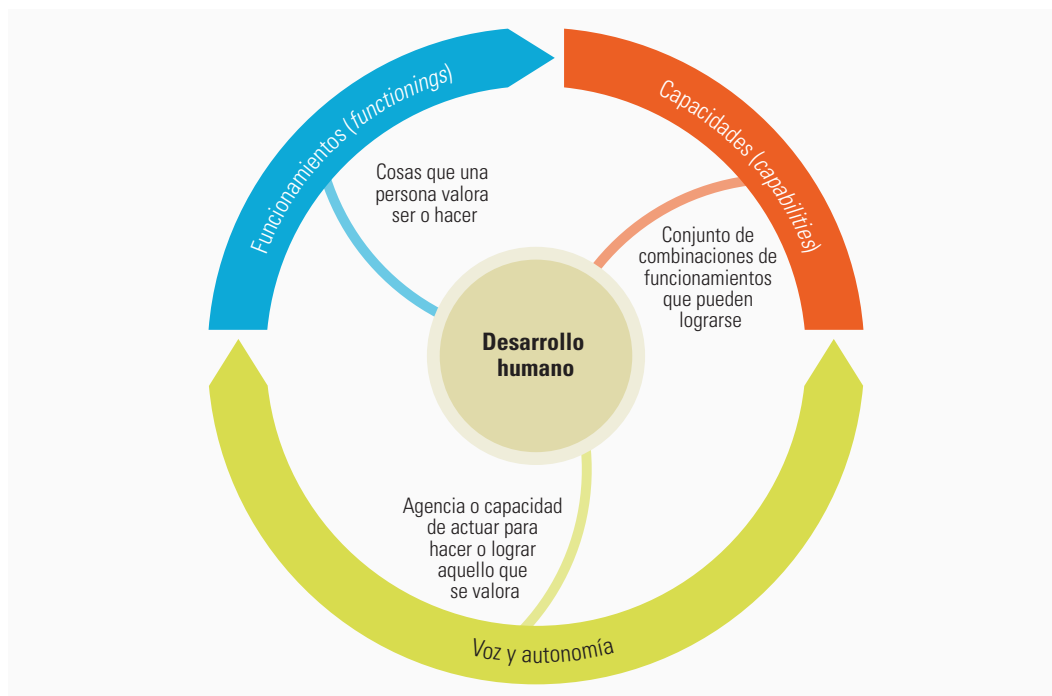 Funcionamientos (functionings)
Cosas que una
persona valora
ser o hacer
Capacidades (capabilities)
Conjunto de
combinaciones de
funcionamientos
que pueden
lograrse
Desarrollo
humano
Agencia o capacidad
de actuar para
hacer o lograr
aquello que
se valora
Voz y autonomía